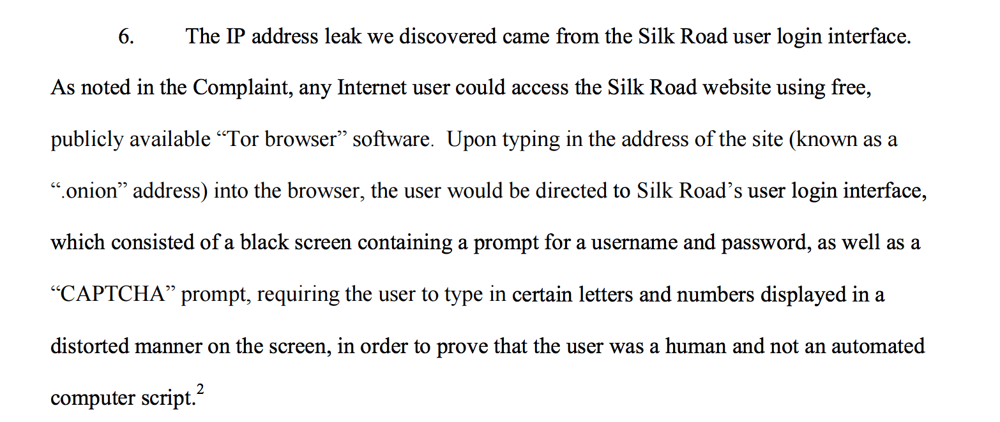 6. The IP address leak we discovered came from the Silk Road user login interface.
As noted in the Complaint, any Internet user could access the Silk Road website using free,
publicly available “Tor browser” software.  Upon typing in the address of the site (known as a
“.onion” address) into the browser, the user would be directed to Silk Road’s user login interface,
which consisted of a black screen containing a prompt for a username and password, as well as a
“CAPTCHA” prompt, requiring the user to type in certain letters and numbers displayed in a
distorted manner on the screen, in order to prove that the user was a human and not an automated
computer script.²